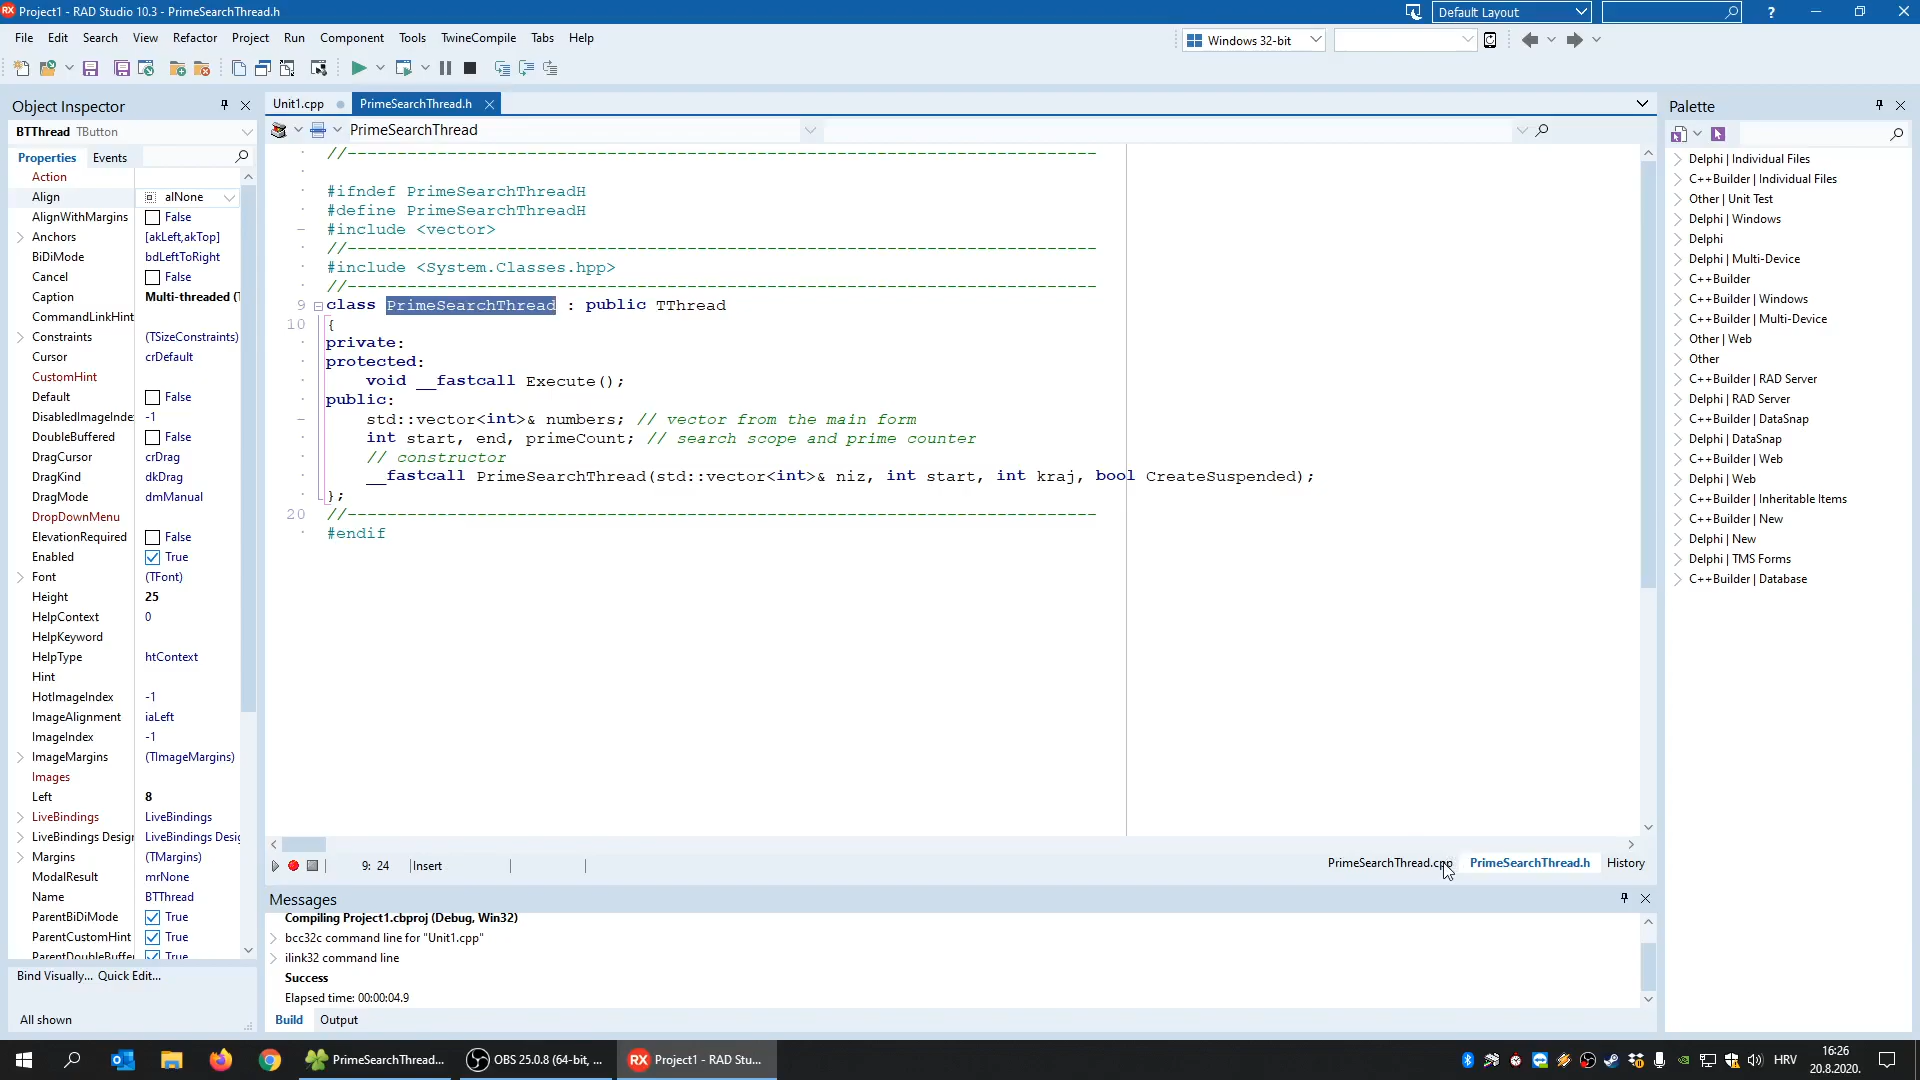 Project1 - RAD Studio 10.3 - PrimeSearchThread.h
Default Layout
?
File Edit Search View Refactor Project Run Component Tools TwineCompile Tabs Help
Windows 32-bit
Object Inspector
BTThread TButton
Properties Events
Action
Align alNone
AlignWithMargins False
Anchors [akLeft,akTop]
BiDiMode bdLeftToRight
Cancel False
Caption Multi-threaded (T
CommandLinkHint
Constraints (TSizeConstraints)
Cursor crDefault
CustomHint
Default False
DisabledImageInde -1
DoubleBuffered False
DragCursor crDrag
DragKind dkDrag
DragMode dmManual
DropDownMenu
ElevationRequired False
Enabled True
Font (TFont)
Height 25
HelpContext 0
HelpKeyword
HelpType htContext
Hint
HotImageIndex -1
ImageAlignment iaLeft
ImageIndex -1
ImageMargins (TImageMargins)
Images
Left 8
LiveBindings LiveBindings
LiveBindings Design LiveBindings Desig
Margins (TMargins)
ModalResult mrNone
Name BTThread
ParentBiDiMode True
ParentCustomHint True
ParentDoubleBuffe True
Bind Visually... Quick Edit...
All shown
Unit1.cpp PrimeSearchThread.h
PrimeSearchThread
//---------------------------------------------------------------------------
#ifndef PrimeSearchThreadH
#define PrimeSearchThreadH
#include <vector>
//---------------------------------------------------------------------------
#include <System.Classes.hpp>
//---------------------------------------------------------------------------
9 class PrimeSearchThread : public TThread
10 {
private:
protected:
void __fastcall Execute();
public:
std::vector<int>& numbers; // vector from the main form
int start, end, primeCount; // search scope and prime counter
// constructor
__fastcall PrimeSearchThread(std::vector<int>& niz, int start, int kraj, bool CreateSuspended);
};
20 //---------------------------------------------------------------------------
#endif
9: 24 Insert
PrimeSearchThread.cpp PrimeSearchThread.h History
Messages
Compiling Project1.cbproj (Debug, Win32)
bcc32c command line for "Unit1.cpp"
ilink32 command line
Success
Elapsed time: 00:00:04.9
Build Output
Palette
Delphi | Individual Files
C++Builder | Individual Files
Other | Unit Test
Delphi | Windows
Delphi
Delphi | Multi-Device
C++Builder
C++Builder | Windows
C++Builder | Multi-Device
Other | Web
Other
C++Builder | RAD Server
Delphi | RAD Server
C++Builder | DataSnap
Delphi | DataSnap
C++Builder | Web
Delphi | Web
C++Builder | Inheritable Items
C++Builder | New
Delphi | New
Delphi | TMS Forms
C++Builder | Database
PrimeSearchThread...
OBS 25.0.8 (64-bit, ...
RX Project1 - RAD Stu...
HRV
16:26
20.8.2020.